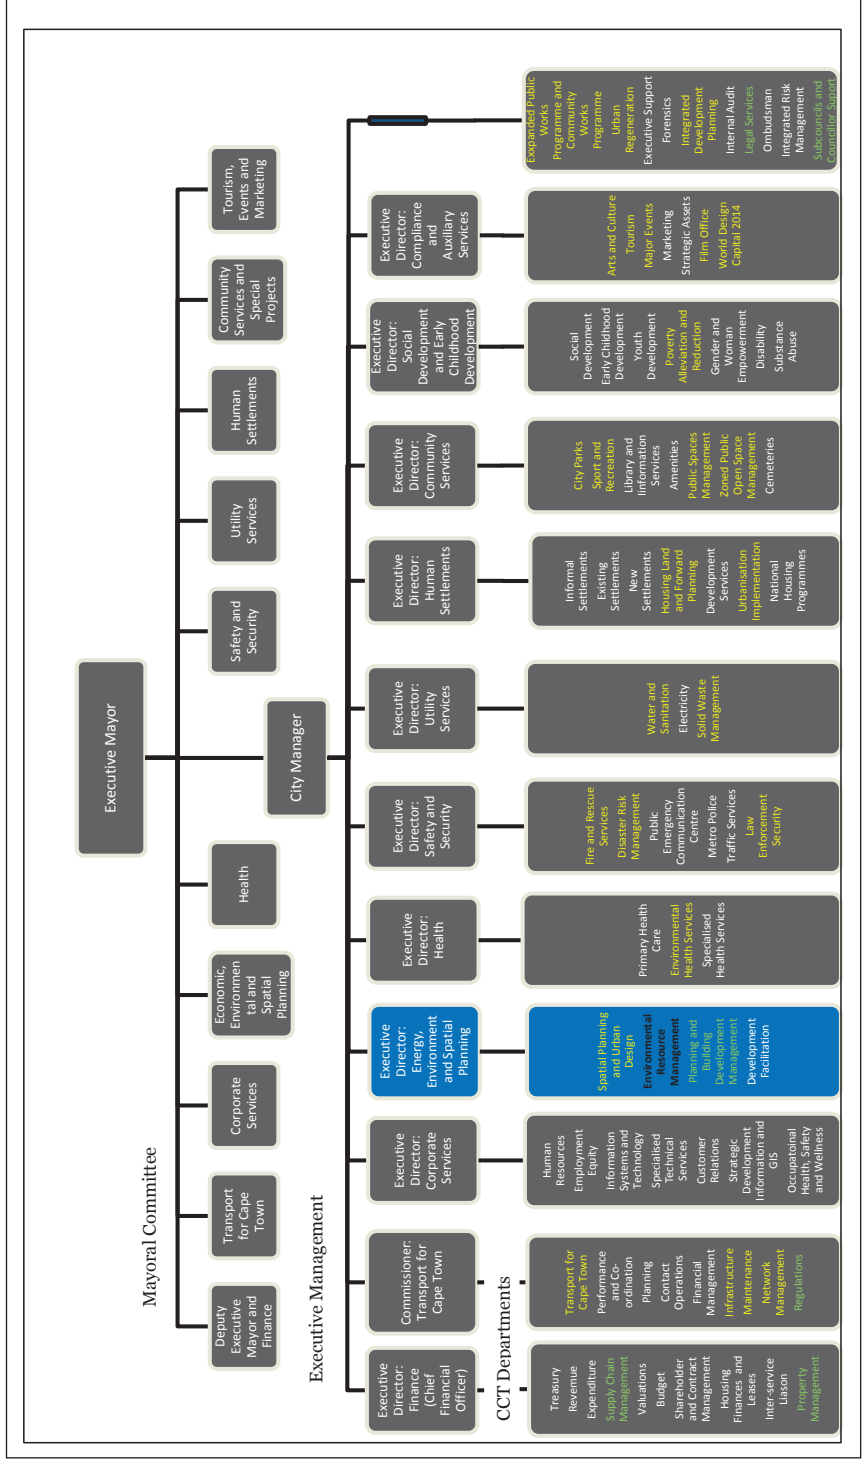 Executive Mayor
Mayoral Committee
Deputy
Executive
Mayor and
Finance
Transport
for Cape
Town
Corporate
Services
Economic,
Environmen
tal and
Spatial
Planning
Health
Safety and
Security
Utility
Services
Human
Settlements
Community
Services and
Special
Projects
Tourism,
Events and
Marketing
City Manager
Executive Management
Executive
Director:
Finance
(Chief
Financial
Officer)
Commissioner:
Transport for
Cape Town
Executive
Director:
Corporate
Services
Executive
Director: Energy,
Environment
and Spatial
Planning
Executive
Director:
Health
Executive
Director:
Safety and
Security
Executive
Director:
Utility
Services
Executive
Director:
Human
Settlements
Executive
Director:
Community
Services
Executive
Director:
Social
Development
and Early
Childhood
Development
Executive
Director:
Compliance
and
Auxiliary
Services
CCT Departments
Treasury
Revenue
Expenditure
Supply Chain
Management
Valuations
Budget
Shareholder
and Contract
Management
Housing
Finances and
Leases
Inter-service
Liason
Property
Management
Transport for
Cape Town
Performance
and Co-
ordination
Planning
Contact
Operations
Financial
Management
Infrastructure
Maintenance
Network
Management
Regulations
Human
Resources
Employment
Equity
Information
Systems and
Technology
Specialised
Technical
Services
Customer
Relations
Strategic
Development
Information and
GIS
Occupatoinal
Health, Safety
and Wellness
Spatial Planning
and Urban
Design
Environmental
Resource
Management
Planning and
Building
Development
Management
Development
Facilitation
Primary Health
Care
Environmental
Health Services
Specialised
Health Services
Fire and Rescue
Services
Disaster Risk
Management
Public
Emergency
Communication
Centre
Metro Police
Traffic Services
Law
Enforcement
Security
Water and
Sanitation
Electricity
Solid Waste
Management
Informal
Settlements
Existing
Settlements
New
Settlements
Housing Land
and Forward
Planning
Development
Services
Urbanisation
Implementation
National
Housing
Programmes
City Parks
Sport and
Recreation
Library and
Iinformation
Services
Amenities
Public Spaces
Management
Zoned Public
Open Space
Management
Cemeteries
Social
Development
Early Childhood
Development
Youth
Development
Poverty
Alleviation and
Reduction
Gender and
Woman
Empowerment
Disability
Substance
Abuse
Arts and Culture
Tourism
Major Events
Marketing
Strategic Assets
Film Office
World Design
Capital 2014
Exxpanded Public
Works
Programme and
Community
Works
Programme
Urban
Regeneration
Executive Support
Forensics
Integrated
Development
Planning
Internal Audit
Legal Services
Ombudsman
Integrated Risk
Management
Subcouncils and
Councillor Suport